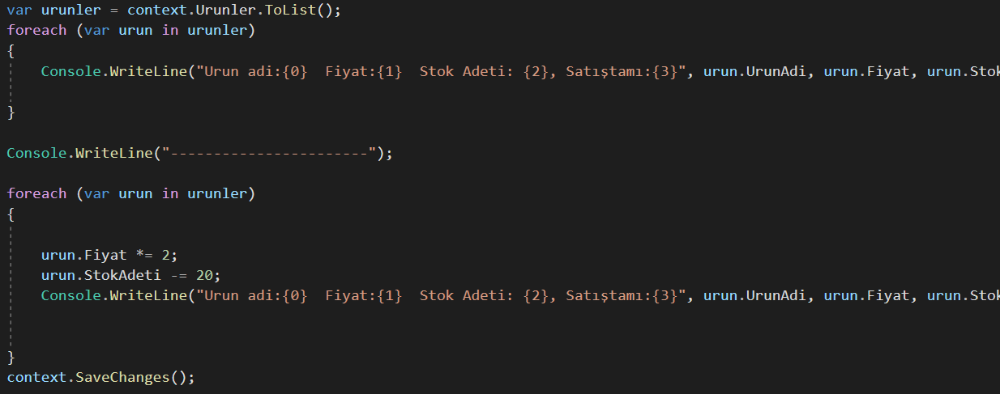 var urunler = context.Urunler.ToList();
foreach (var urun in urunler)
{
Console.WriteLine("Urun adi:{0}  Fiyat:{1}  Stok Adeti: {2}, Satıştamı:{3}", urun.UrunAdi, urun.Fiyat, urun.Stok
}
Console.WriteLine("-----------------------");
foreach (var urun in urunler)
{
urun.Fiyat *= 2;
urun.StokAdeti -= 20;
Console.WriteLine("Urun adi:{0}  Fiyat:{1}  Stok Adeti: {2}, Satıştamı:{3}", urun.UrunAdi, urun.Fiyat, urun.Stok
}
context.SaveChanges();